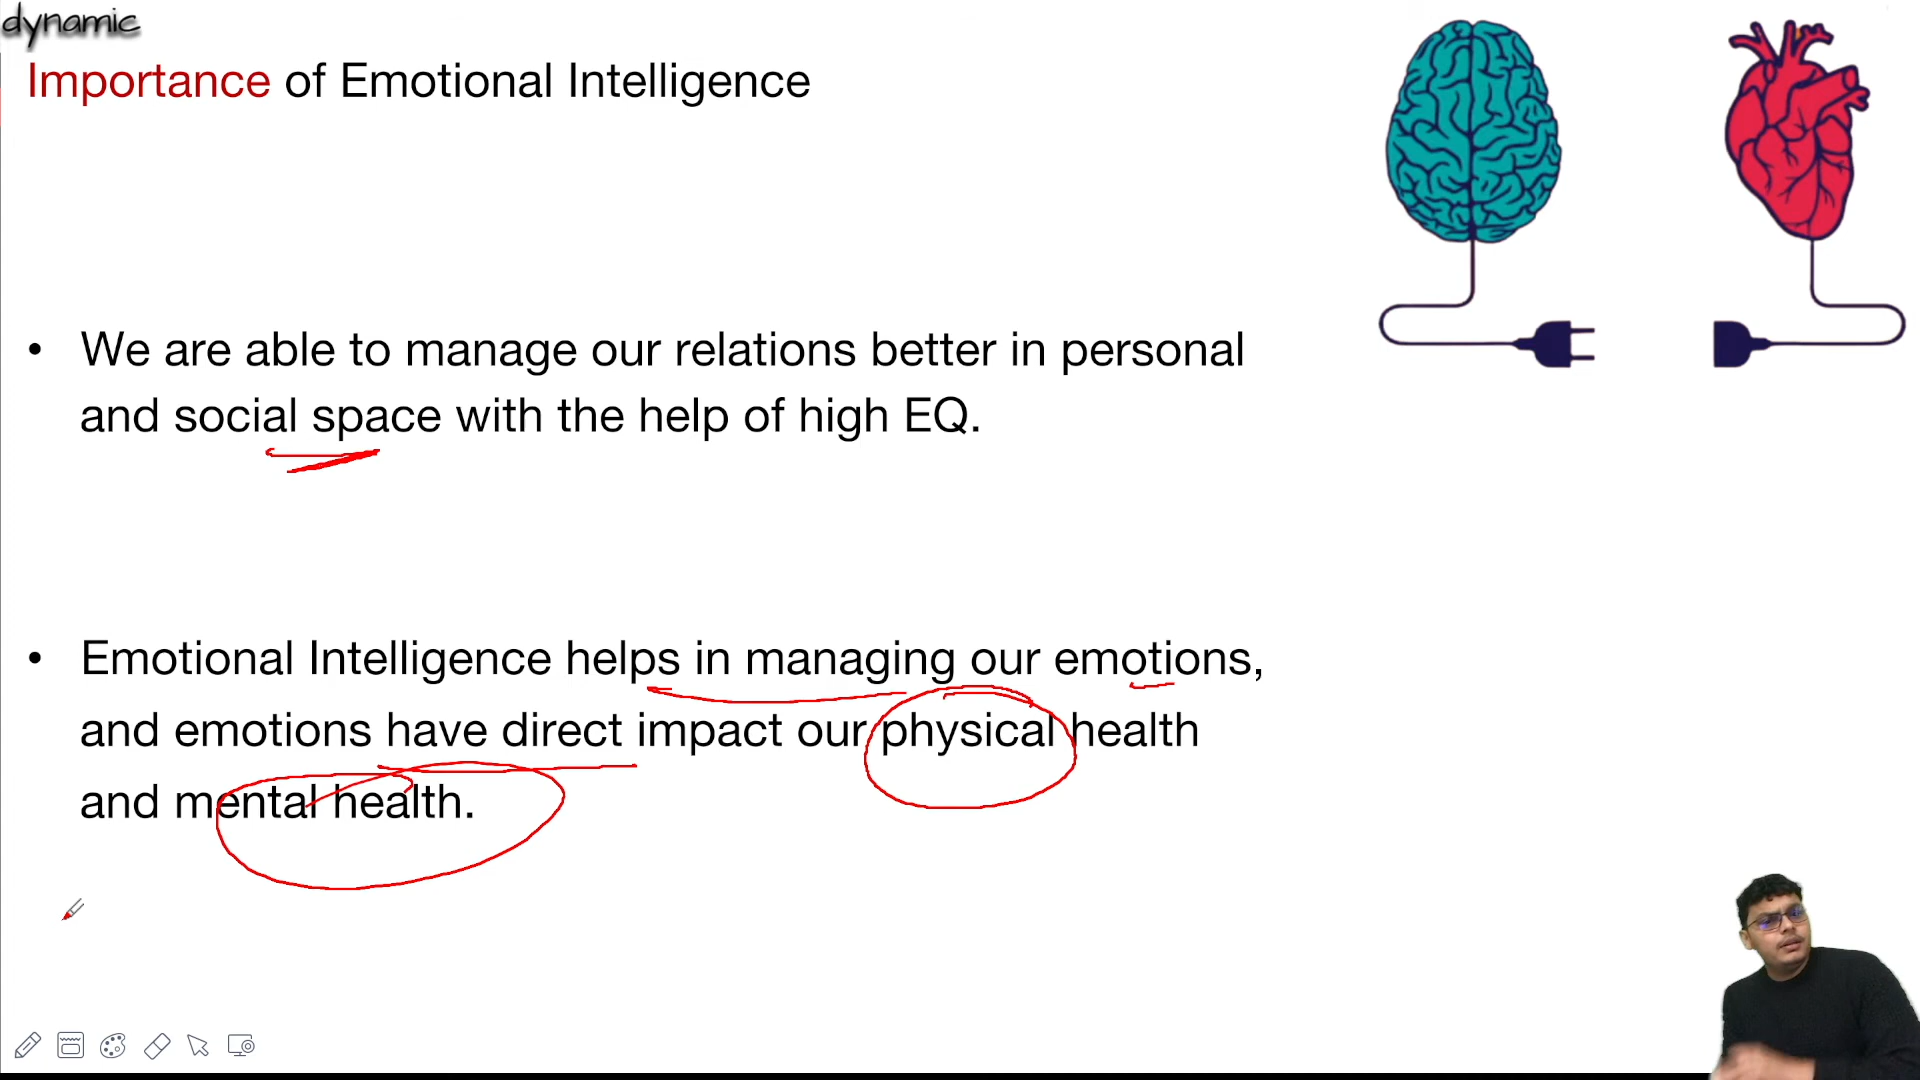 dynamic
Importance of Emotional Intelligence
• We are able to manage our relations better in personal
and social space with the help of high EQ.
• Emotional Intelligence helps in managing our emotions,
and emotions have direct impact our physical health
and mental health.